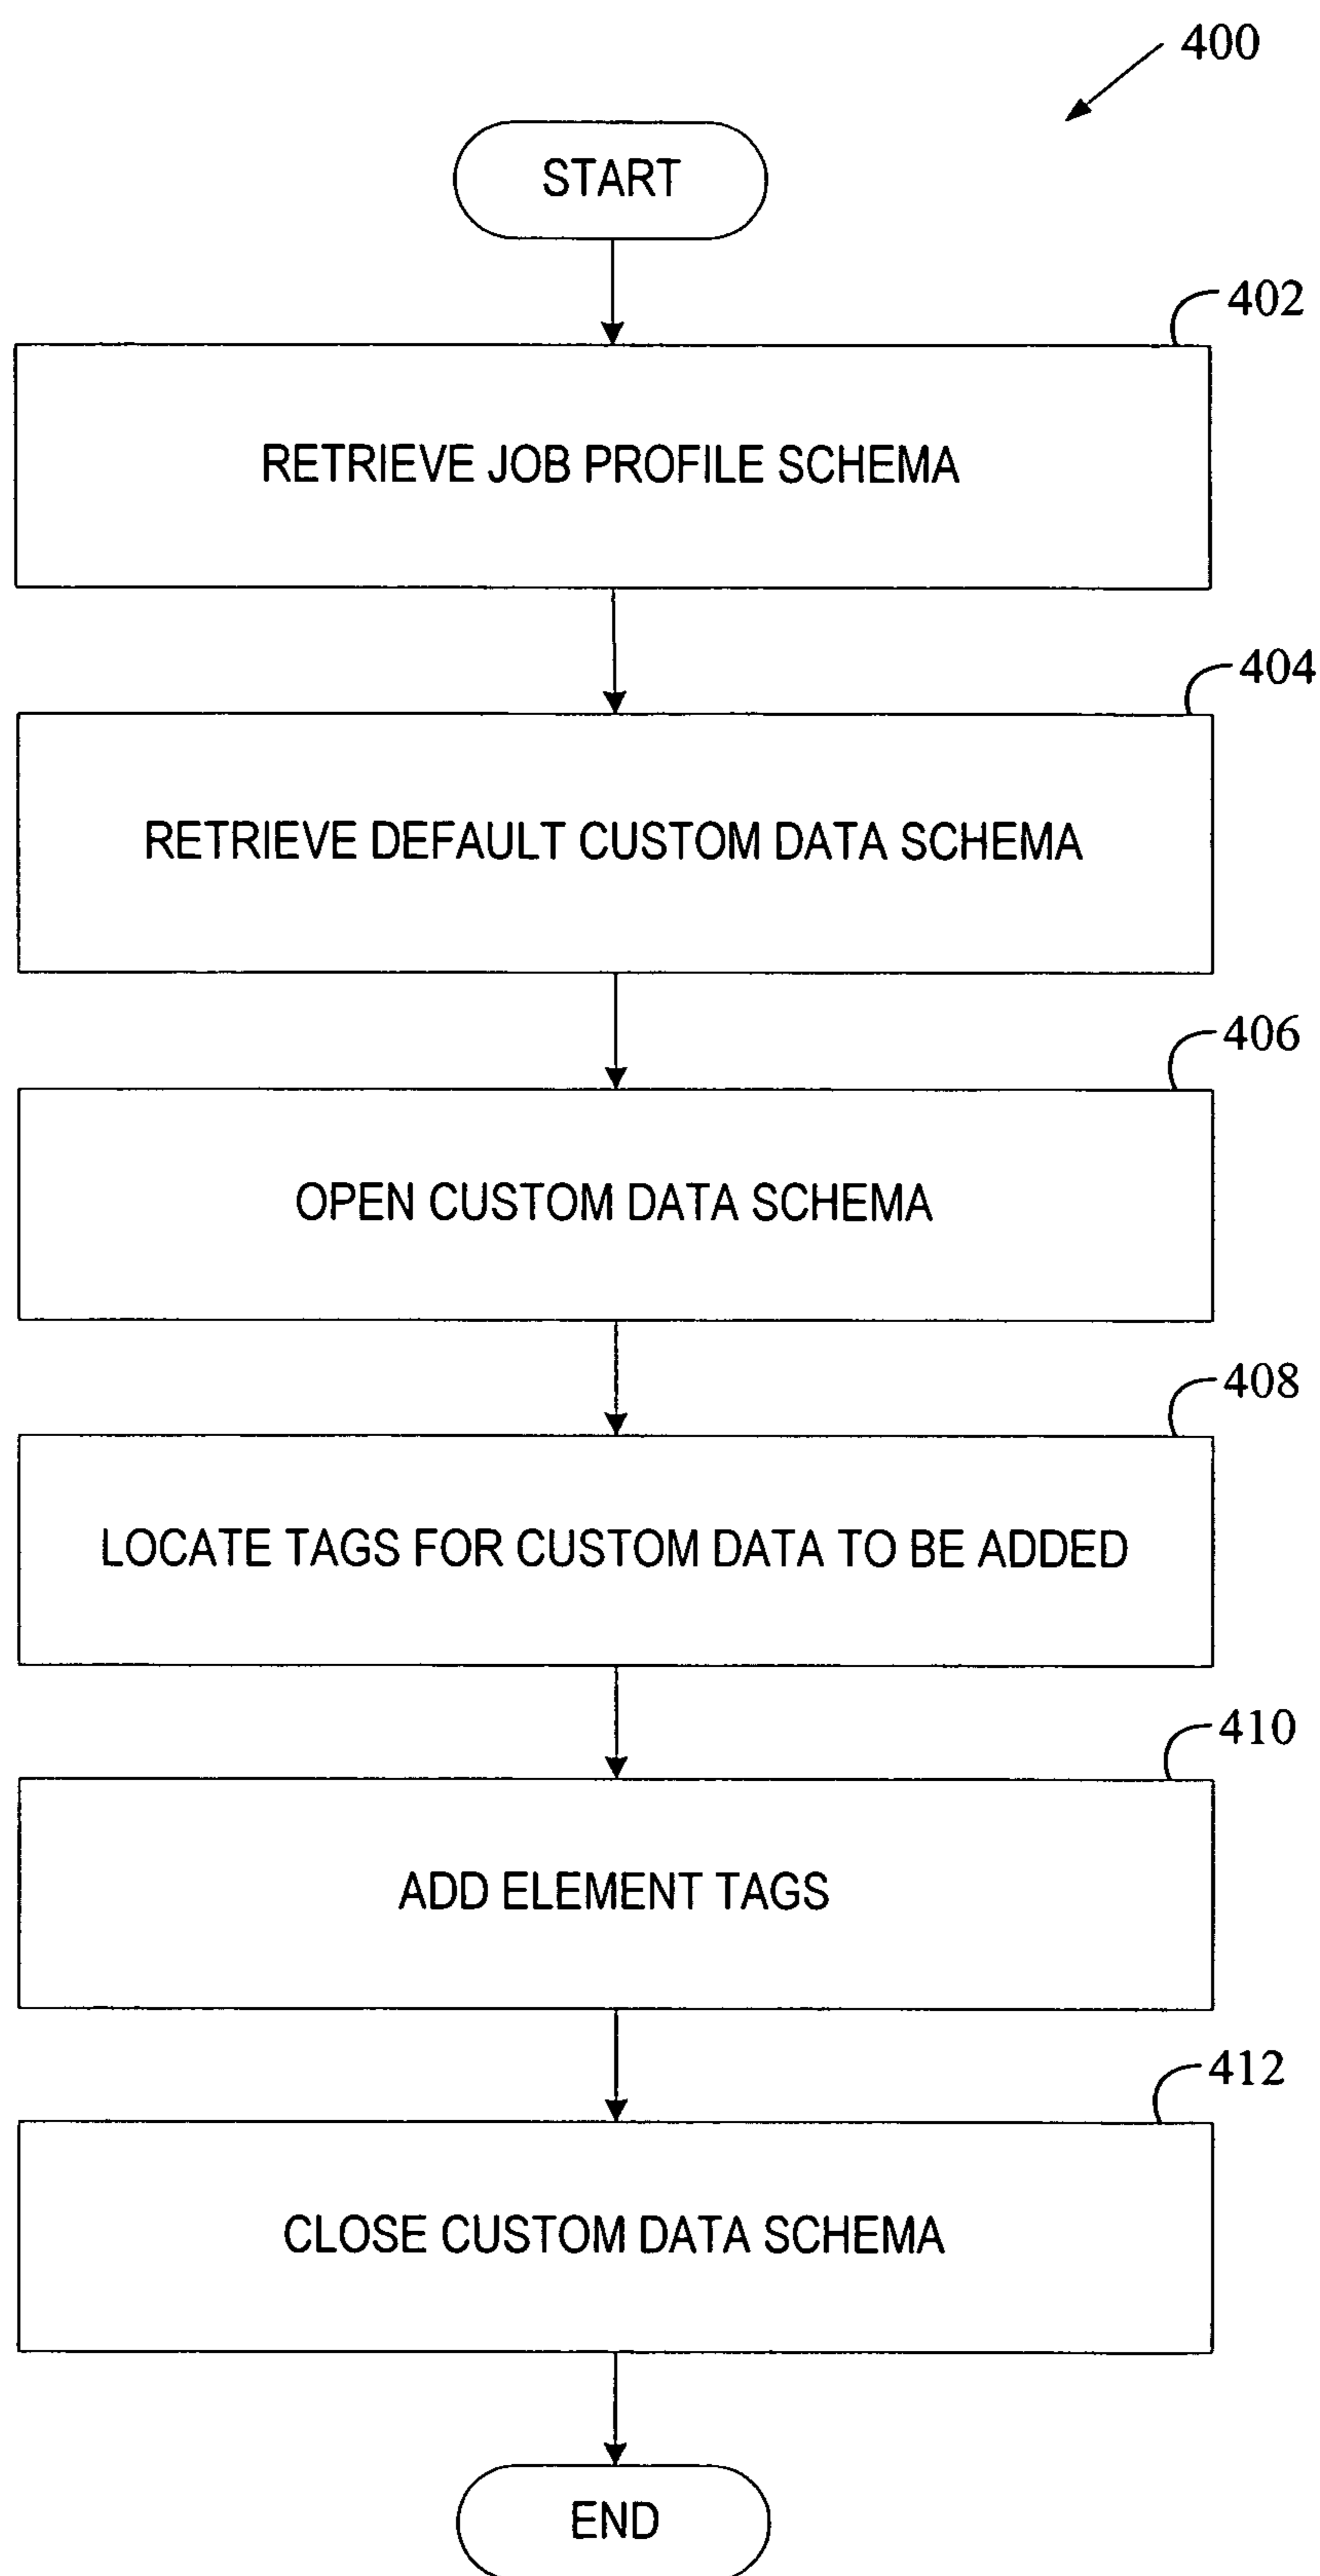 400
START
402
RETRIEVE JOB PROFILE SCHEMA
404
RETRIEVE DEFAULT CUSTOM DATA SCHEMA
406
OPEN CUSTOM DATA SCHEMA
408
LOCATE TAGS FOR CUSTOM DATA TO BE ADDED
410
ADD ELEMENT TAGS
412
CLOSE CUSTOM DATA SCHEMA
END